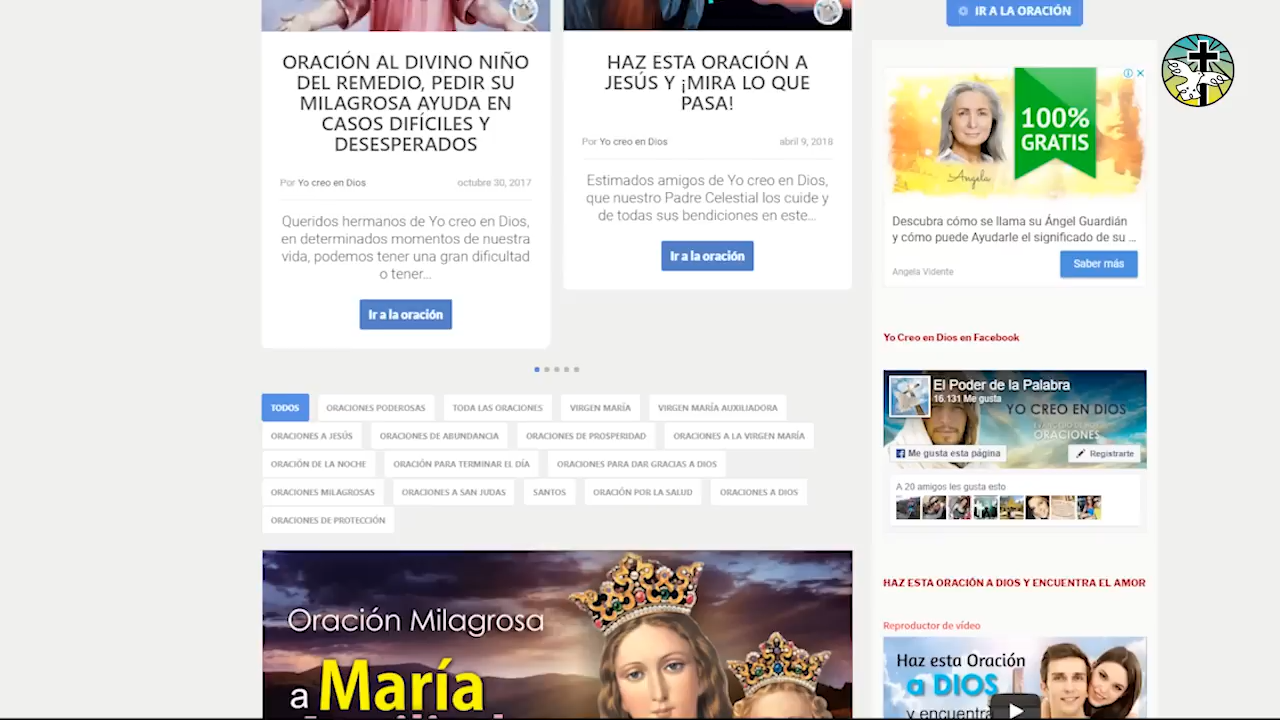 IR A LA ORACIÓN
ORACIÓN AL DIVINO NIÑO
DEL REMEDIO, PEDIR SU
MILAGROSA AYUDA EN
CASOS DIFÍCILES Y
DESESPERADOS
Por Yo creo en Dios
octubre 30, 2017
Queridos hermanos de Yo creo en Dios,
en determinados momentos de nuestra
vida, podemos tener una gran dificultad
o tener...
Ir a la oración
HAZ ESTA ORACIÓN A
JESÚS Y ¡MIRA LO QUE
PASA!
Por Yo creo en Dios
abril 9, 2018
Estimados amigos de Yo creo en Dios,
que nuestro Padre Celestial los cuide y
de todas sus bendiciones en este...
Ir a la oración
100%
GRATIS
Angela
Descubra cómo se llama su Ángel Guardián
y cómo puede Ayudarle el significado de su ...
Angela Vidente
Saber más
Yo Creo en Dios en Facebook
El Poder de la Palabra
16.131 Me gusta
YO CREO EN DIOS
ORACIONES
Me gusta esta página
Registrarte
A 20 amigos les gusta esto
TODOS
ORACIONES PODEROSAS
TODA LAS ORACIONES
VIRGEN MARÍA
VIRGEN MARÍA AUXILIADORA
ORACIONES A JESÚS
ORACIONES DE ABUNDANCIA
ORACIONES DE PROSPERIDAD
ORACIONES A LA VIRGEN MARÍA
ORACIÓN DE LA NOCHE
ORACIÓN PARA TERMINAR EL DÍA
ORACIONES PARA DAR GRACIAS A DIOS
ORACIONES MILAGROSAS
ORACIONES A SAN JUDAS
SANTOS
ORACIÓN POR LA SALUD
ORACIONES A DIOS
ORACIONES DE PROTECCIÓN
Oración Milagrosa
a María
HAZ ESTA ORACIÓN A DIOS Y ENCUENTRA EL AMOR
Reproductor de vídeo
Haz esta Oración
a DIOS
y encuentra